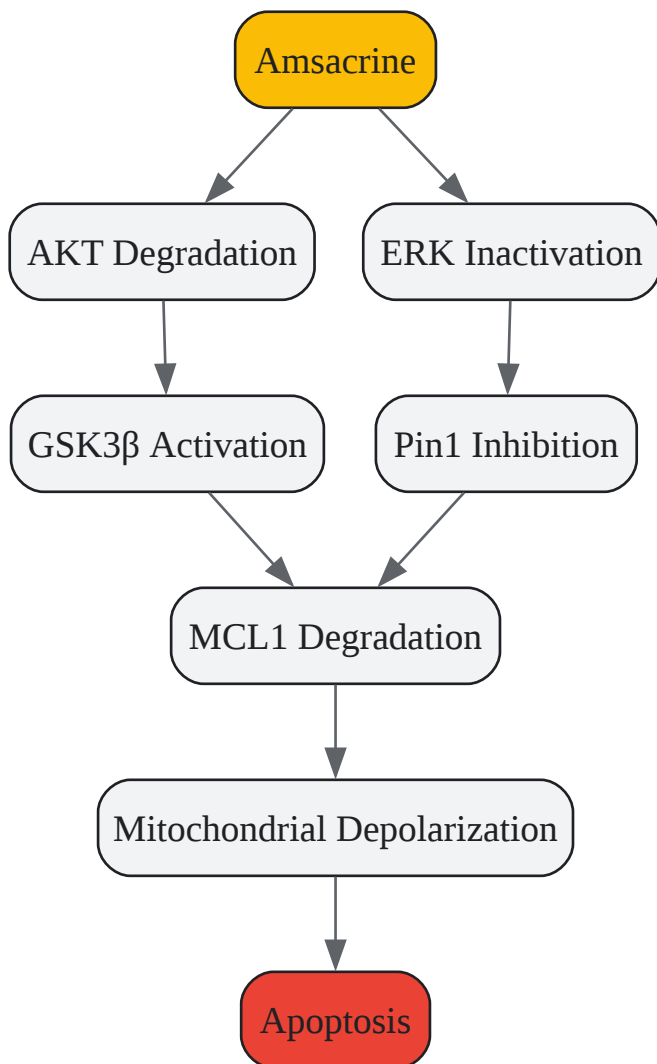 Amsacrine
AKT Degradation
ERK Inactivation
GSK3β Activation
Pin1 Inhibition
MCL1 Degradation
Mitochondrial Depolarization
Apoptosis